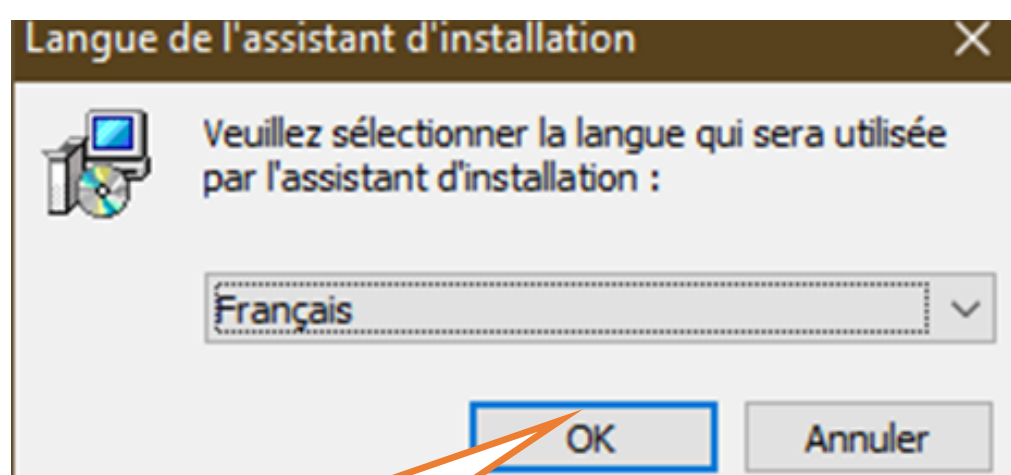 Langue de l'assistant d'installation
Veuillez sélectionner la langue qui sera utilisée
par l'assistant d'installation :
Français
OK
Annuler